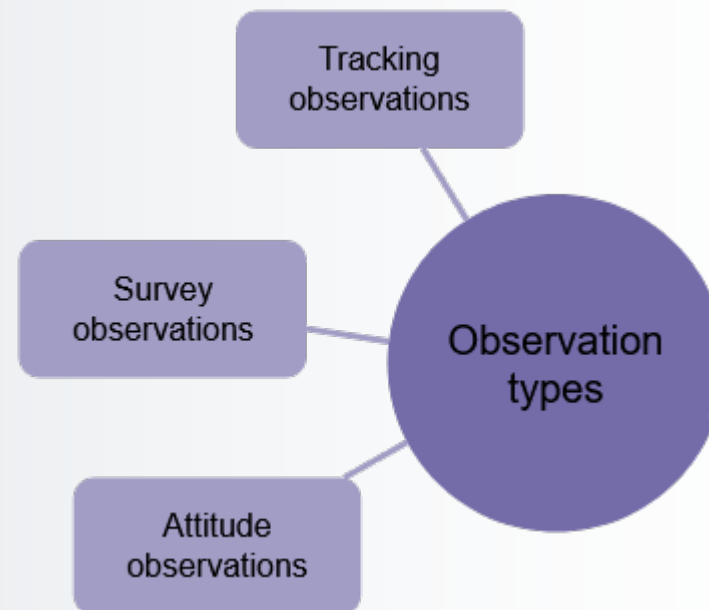 Tracking
observations
Survey
observations
Observation
types
Attitude
observations